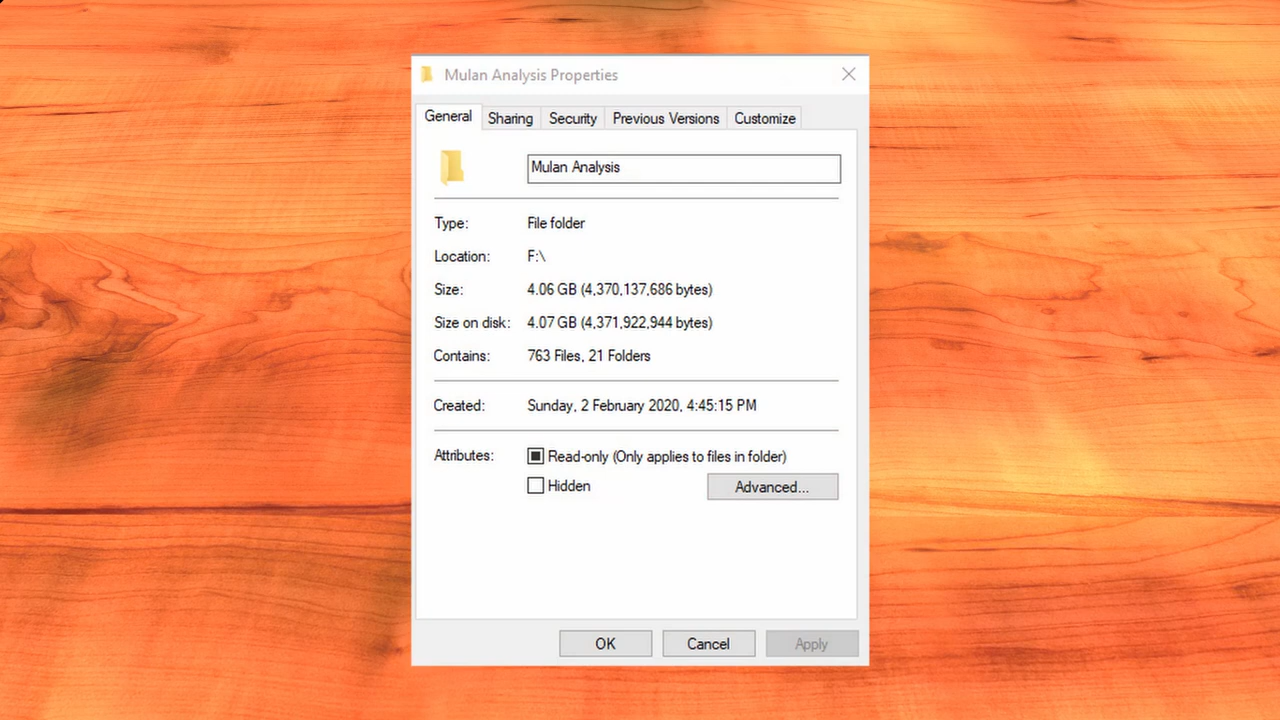 Mulan Analysis Properties
General Sharing Security Previous Versions Customize
Mulan Analysis
Type: File folder
Location: F:\
Size: 4.06 GB (4,370,137,686 bytes)
Size on disk: 4.07 GB (4,371,922,944 bytes)
Contains: 763 Files, 21 Folders
Created: Sunday, 2 February 2020, 4:45:15 PM
Attributes: Read-only (Only applies to files in folder)
Hidden Advanced...
OK Cancel Apply